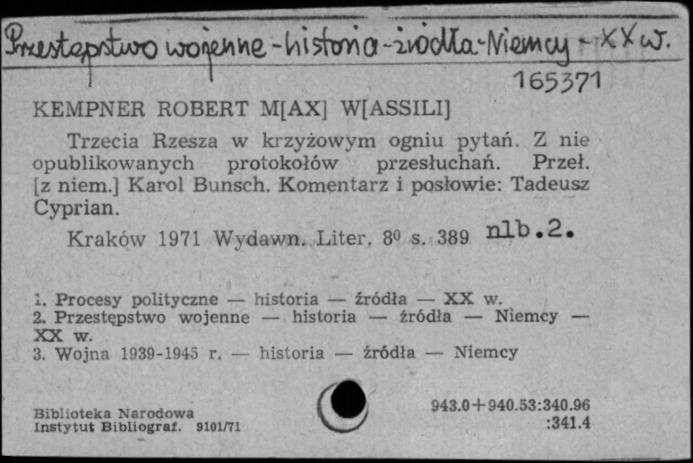 Przestępstwo wojenne - historia - źródła - Niemcy - XX w.
165371
KEMPNER ROBERT M[AX] W[ASSILI]
Trzecia Rzesza w krzyżowym ogniu pytań. Z nie
opublikowanych protokołów przesłuchań. Przeł.
[z niem.] Karol Bunsch. Komentarz i posłowie: Tadeusz
Cyprian.
Kraków 1971 Wydawn. Liter. 8⁰ s. 389 nlb.2.
1. Procesy polityczne — historia — źródła — XX w.
2. Przestępstwo wojenne — historia — źródła — Niemcy —
XX w.
3. Wojna 1939-1945 r. — historia — źródła — Niemcy
Biblioteka Narodowa
Instytut Bibliograf. 9101/71
943.0+940.53:340.96
:341.4